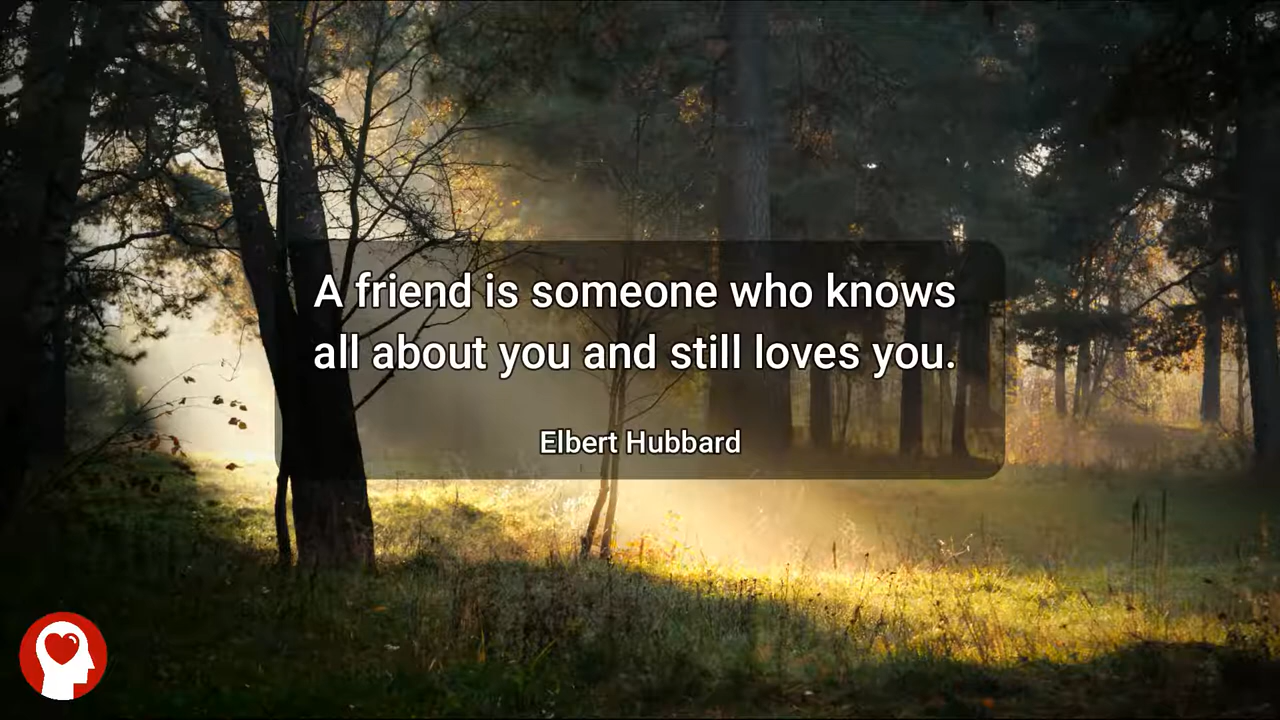 A friend is someone who knows
all about you and still loves you.
Elbert Hubbard